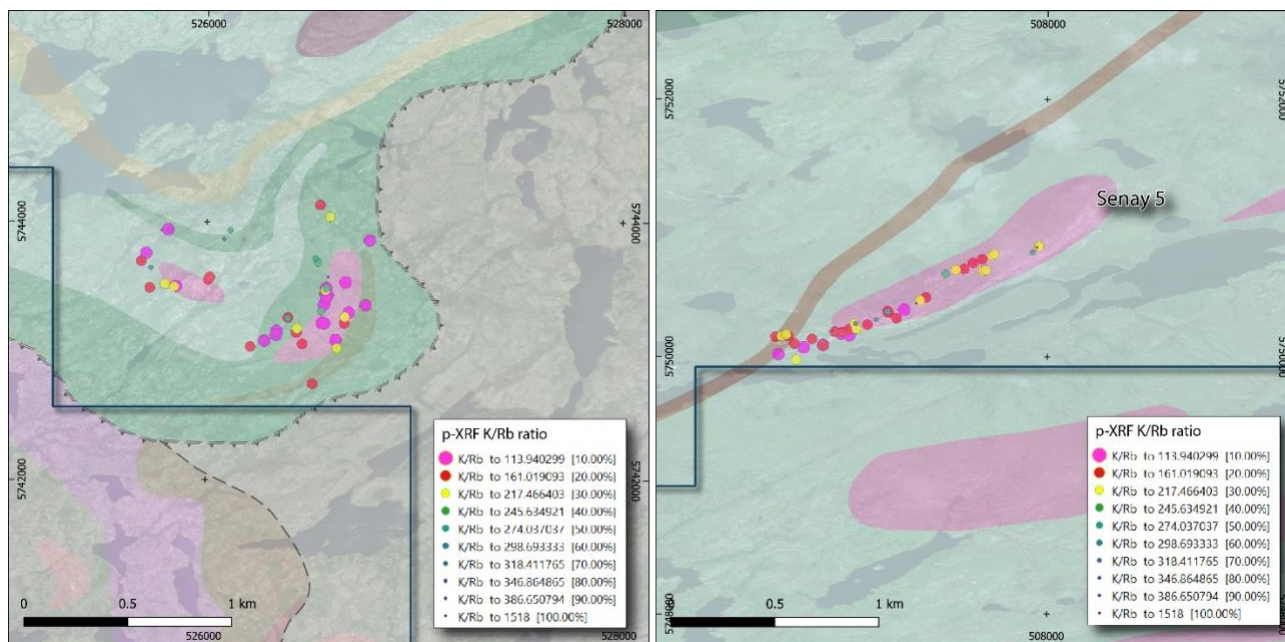 526000
528000
5744000
5744000
5742000
5742000
p-XRF K/Rb ratio
K/Rb to 113.940299 [10.00%]
K/Rb to 161.019093 [20.00%]
K/Rb to 217.466403 [30.00%]
K/Rb to 245.634921 [40.00%]
K/Rb to 274.037037 [50.00%]
K/Rb to 298.693333 [60.00%]
K/Rb to 318.411765 [70.00%]
K/Rb to 346.864865 [80.00%]
K/Rb to 386.650794 [90.00%]
K/Rb to 1518 [100.00%]
0 0.5 1 km
526000
528000
508000
5752000
5752000
Senay 5
5750000
5750000
p-XRF K/Rb ratio
K/Rb to 113.940299 [10.00%]
K/Rb to 161.019093 [20.00%]
K/Rb to 217.466403 [30.00%]
K/Rb to 245.634921 [40.00%]
K/Rb to 274.037037 [50.00%]
K/Rb to 298.693333 [60.00%]
K/Rb to 318.411765 [70.00%]
K/Rb to 346.864865 [80.00%]
K/Rb to 386.650794 [90.00%]
K/Rb to 1518 [100.00%]
5748000
5748000
0.5 1 km
508000